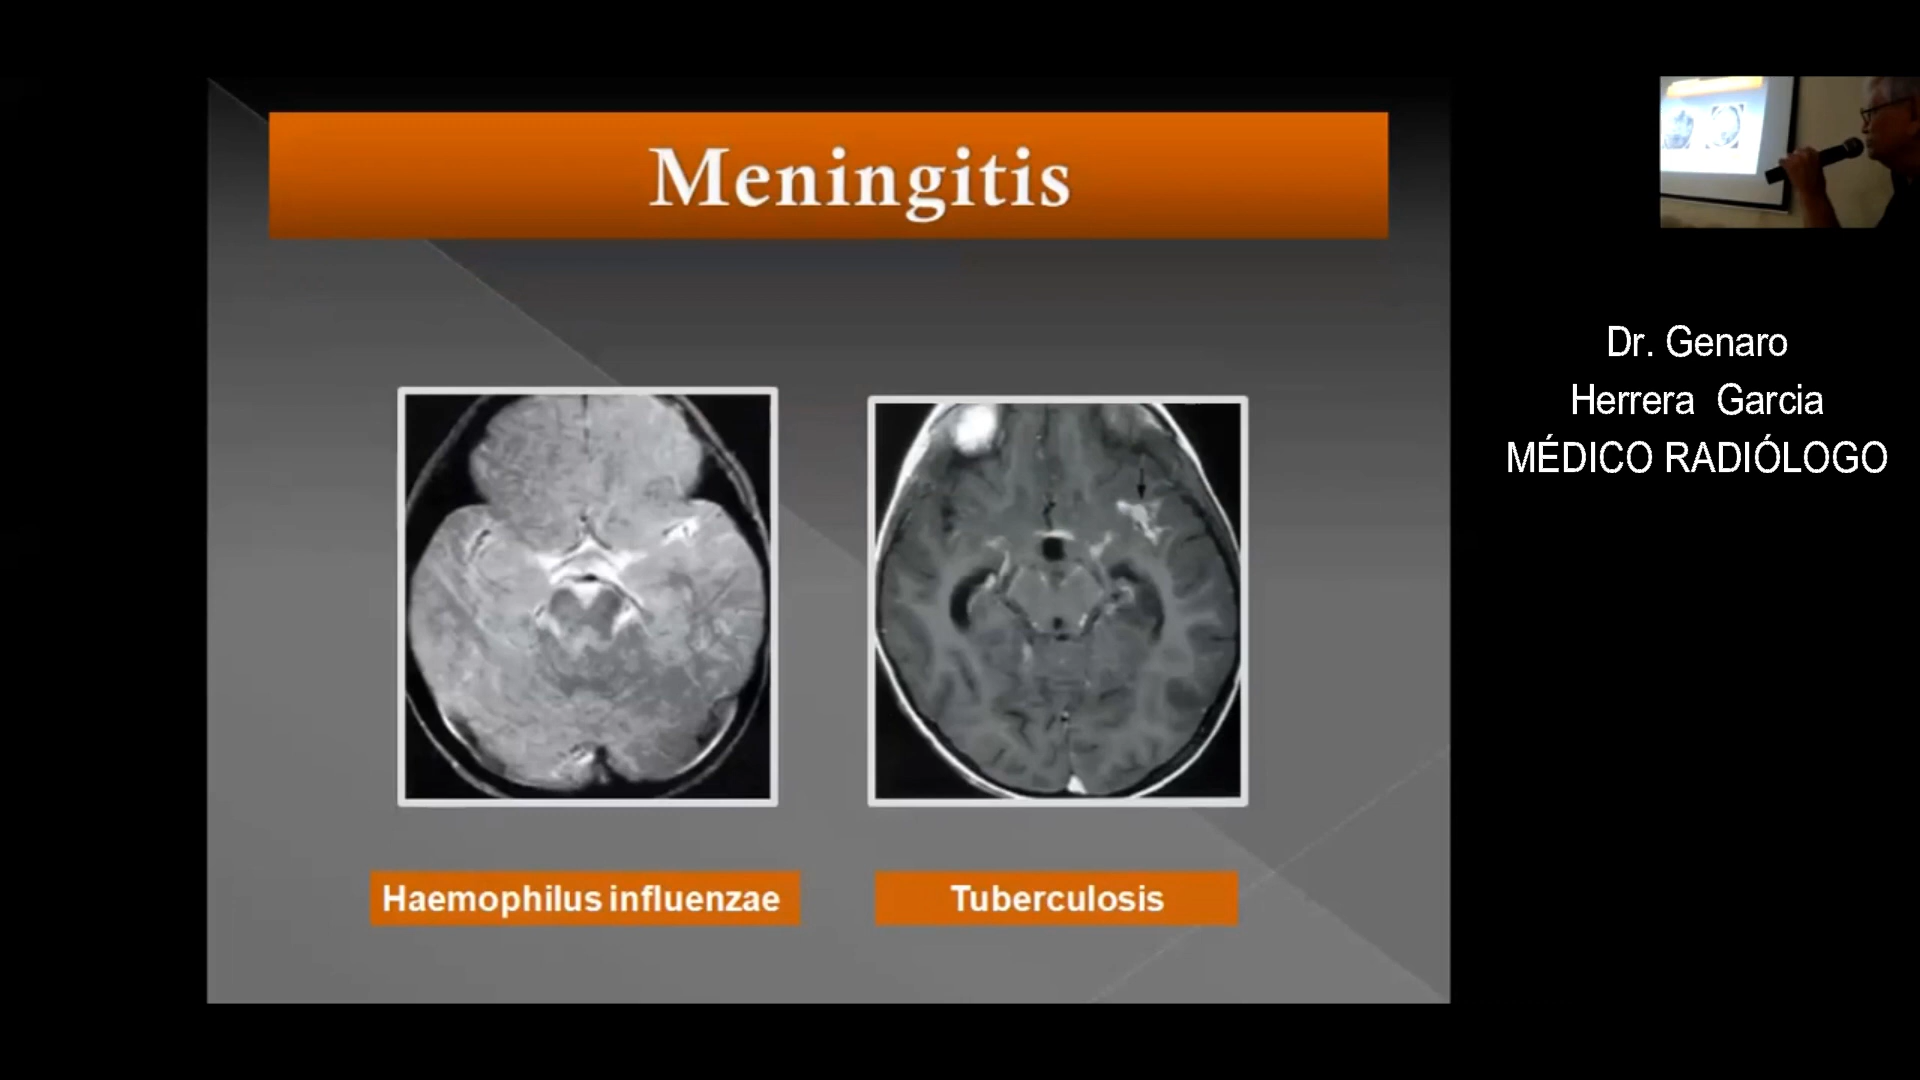 Meningitis
Haemophilus influenzae
Tuberculosis
Dr. Genaro
Herrera Garcia
MÉDICO RADIÓLOGO